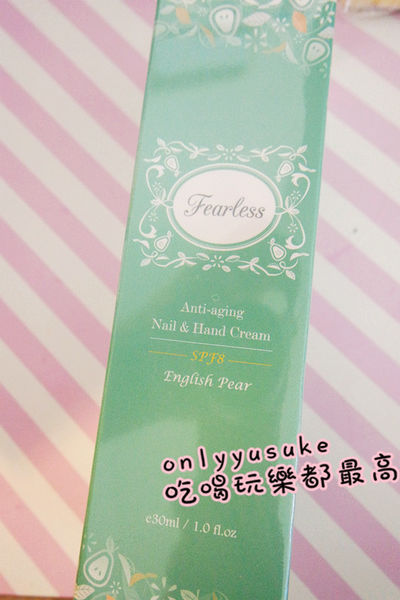 Fearless
Anti-aging
Nail & Hand Cream
SPF8
English Pear
onlyyusuke
吃喝玩樂都最高
e30ml / 1.0 fl.oz